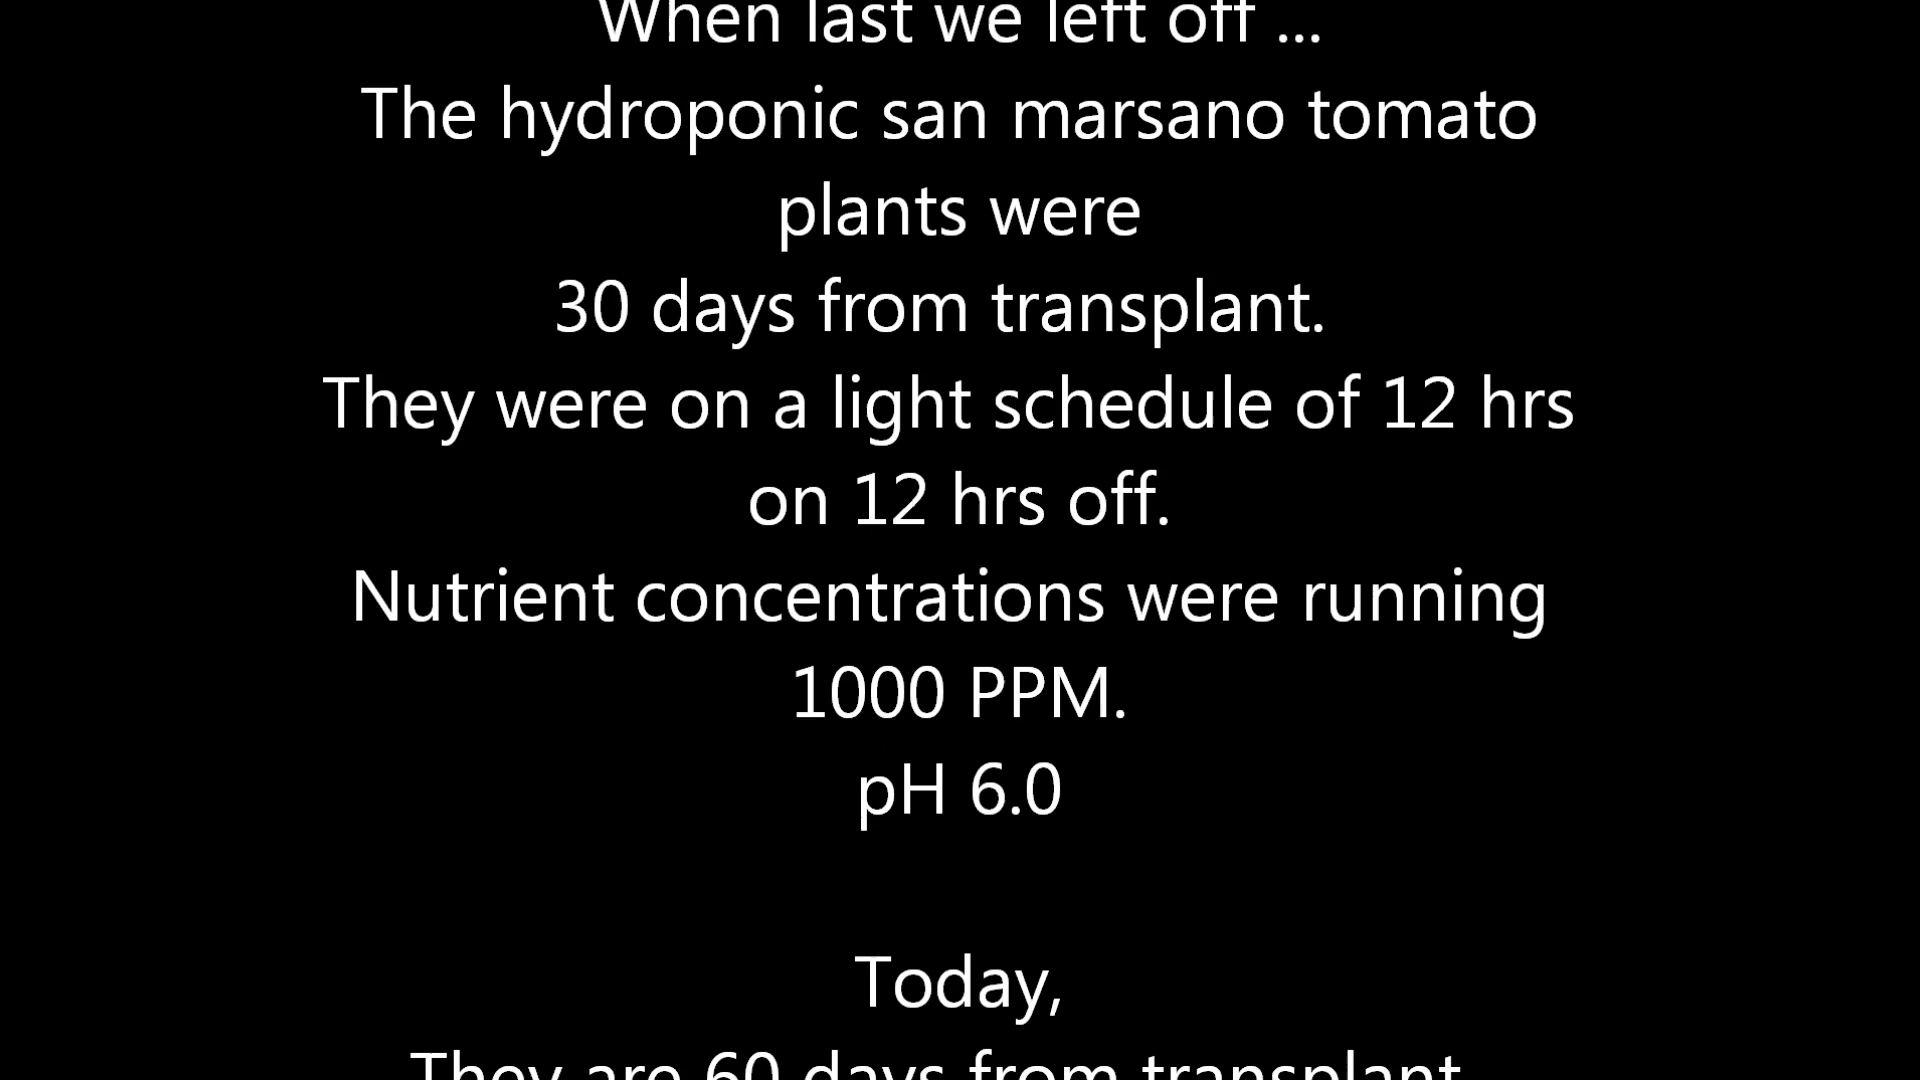 When last we left off ...
The hydroponic san marsano tomato
plants were
30 days from transplant.
They were on a light schedule of 12 hrs
on 12 hrs off.
Nutrient concentrations were running
1000 PPM.
pH 6.0
Today,
They are 60 days from transplant